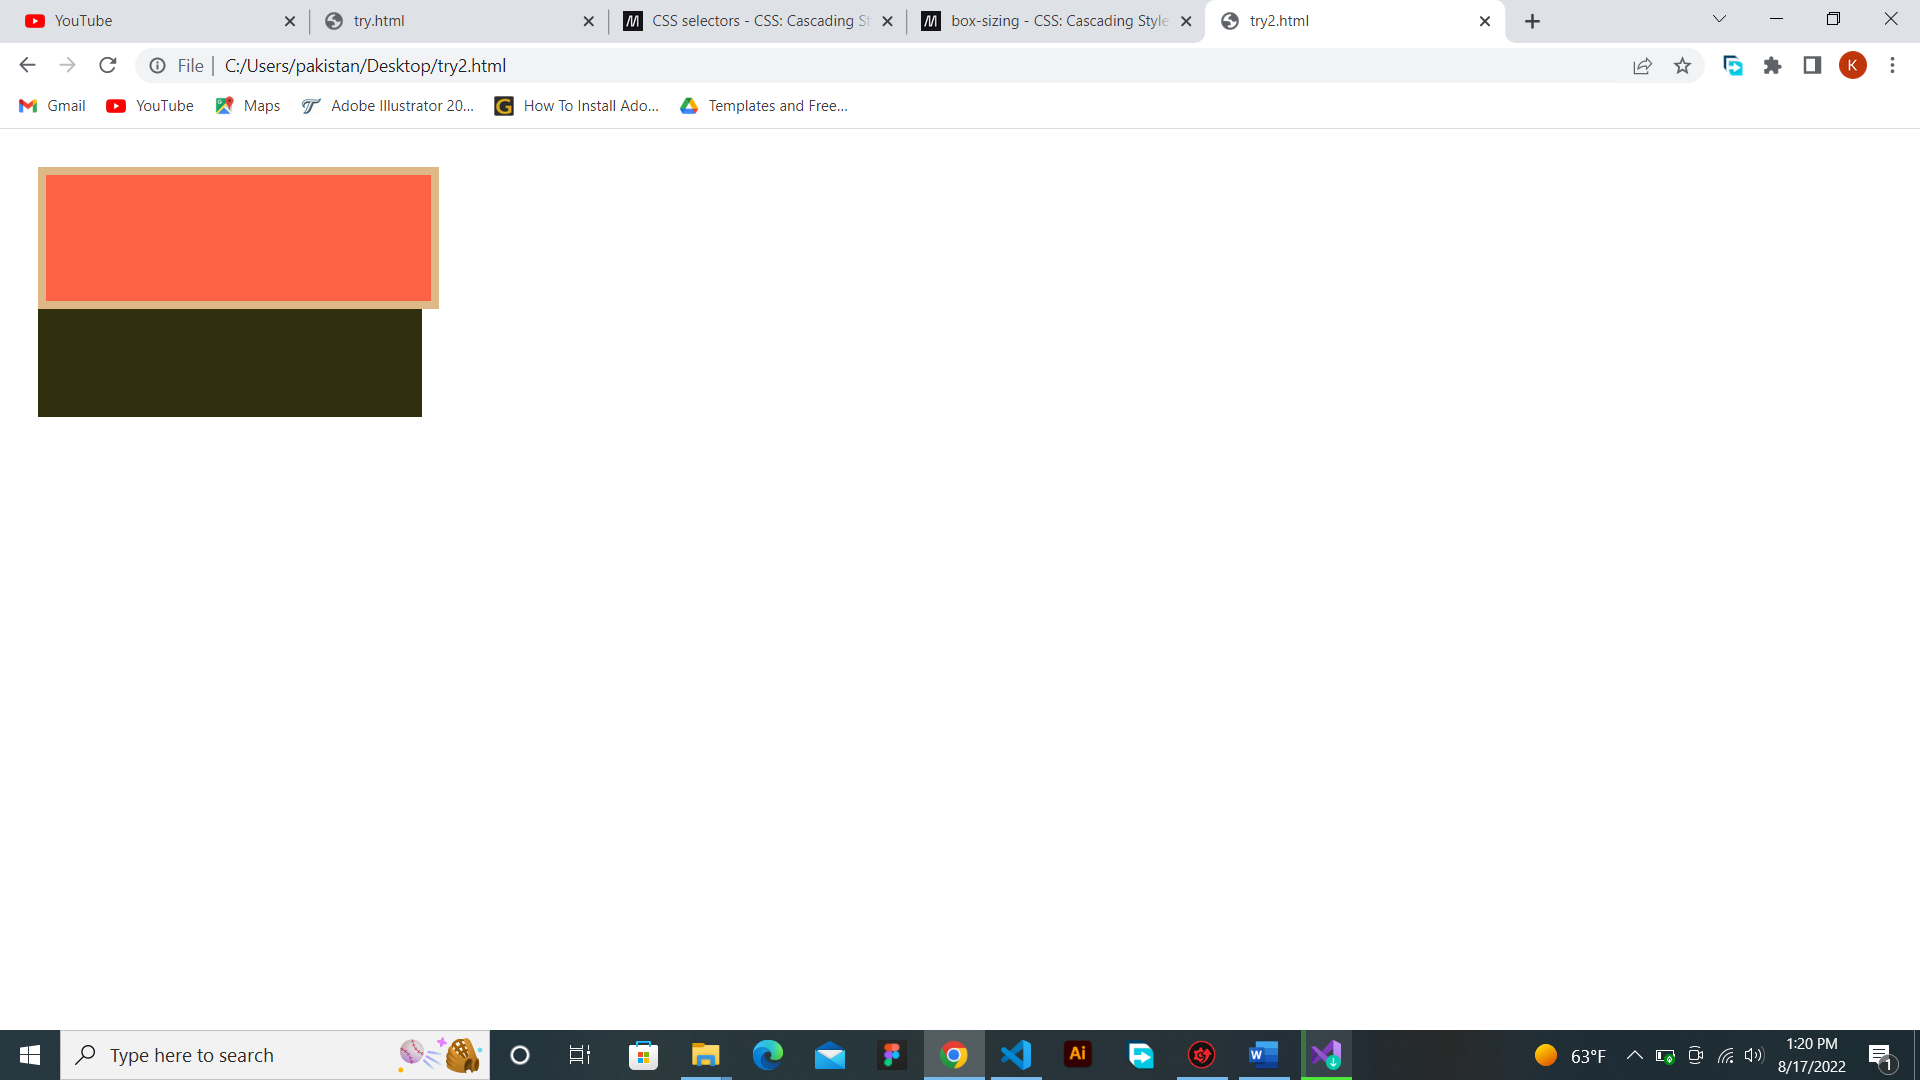 YouTube
try.html
CSS selectors - CSS: Cascading St
box-sizing - CSS: Cascading Style
try2.html
File
C:/Users/pakistan/Desktop/try2.html
K
Gmail
YouTube
Maps
Adobe Illustrator 20...
How To Install Ado...
Templates and Free...
Type here to search
Ai
W
63°F
1:20 PM
8/17/2022
1